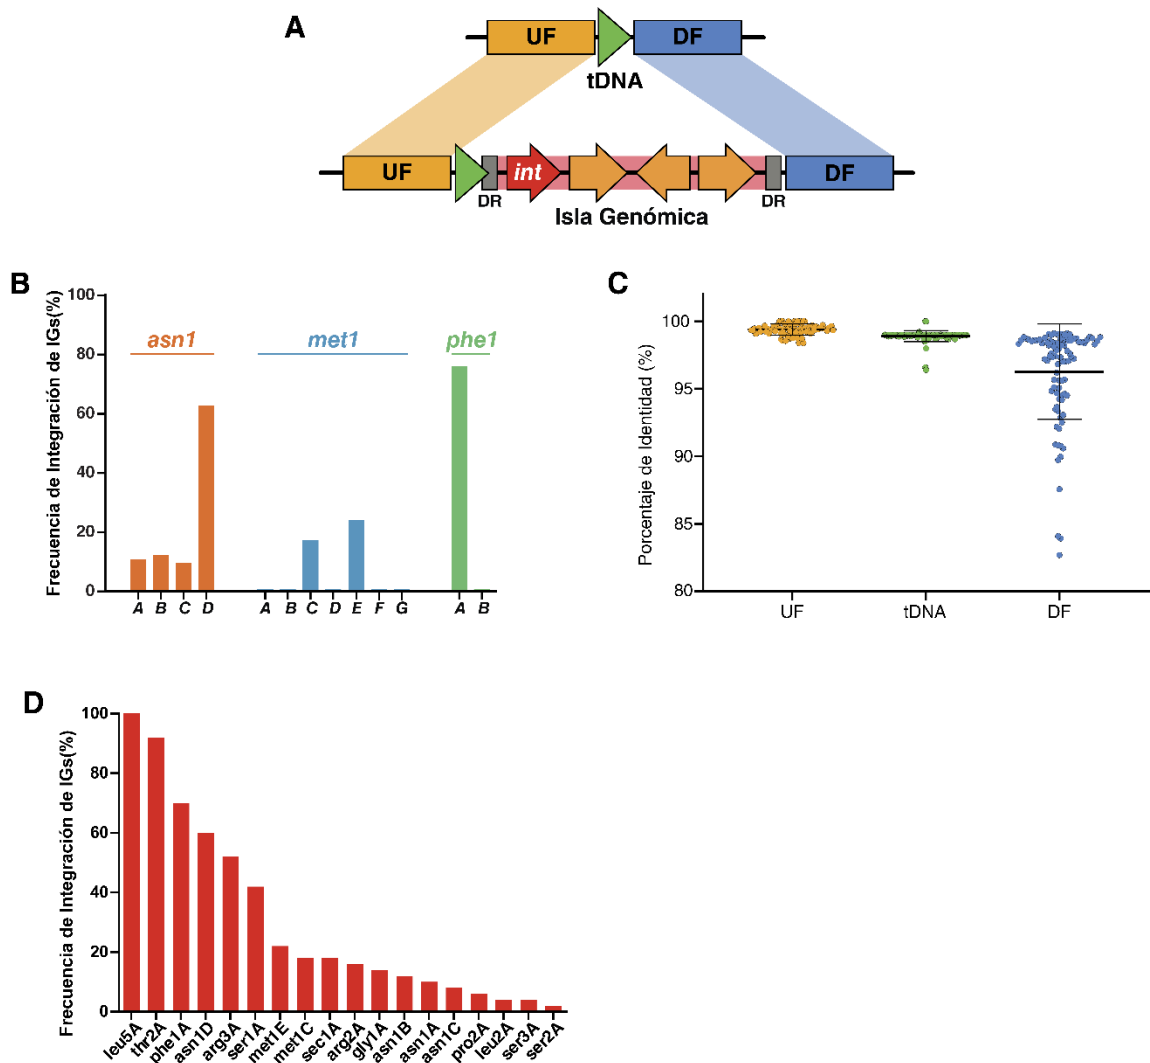 A
UF
DF
tDNA
UF
int
DF
DR
DR
Isla Genómica
B
Frecuencia de Integración de IGs(%)
100
80
60
40
20
0
asn1
met1
phe1
A B C D A B C D E F G A B
C
Porcentaje de Identidad (%)
100
95
90
85
80
UF tDNA DF
D
Frecuencia de Integración de IGs(%)
100
80
60
40
20
0
leu5A
thr2A
phe1A
asn1D
arg3A
ser1A
met1E
met1C
sec1A
arg2A
gly1A
asn1B
asn1A
asn1C
pro2A
leu2A
ser3A
ser2A